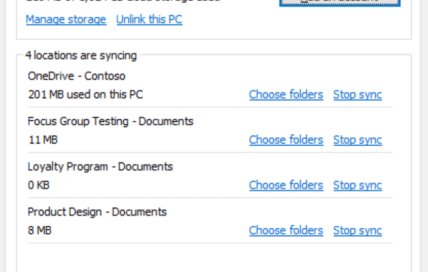 Manage storage Unlink this PC
4 locations are syncing
OneDrive - Contoso
201 MB used on this PC Choose folders Stop sync
Focus Group Testing - Documents
11 MB Choose folders Stop sync
Loyalty Program - Documents
0 KB Choose folders Stop sync
Product Design - Documents
8 MB Choose folders Stop sync